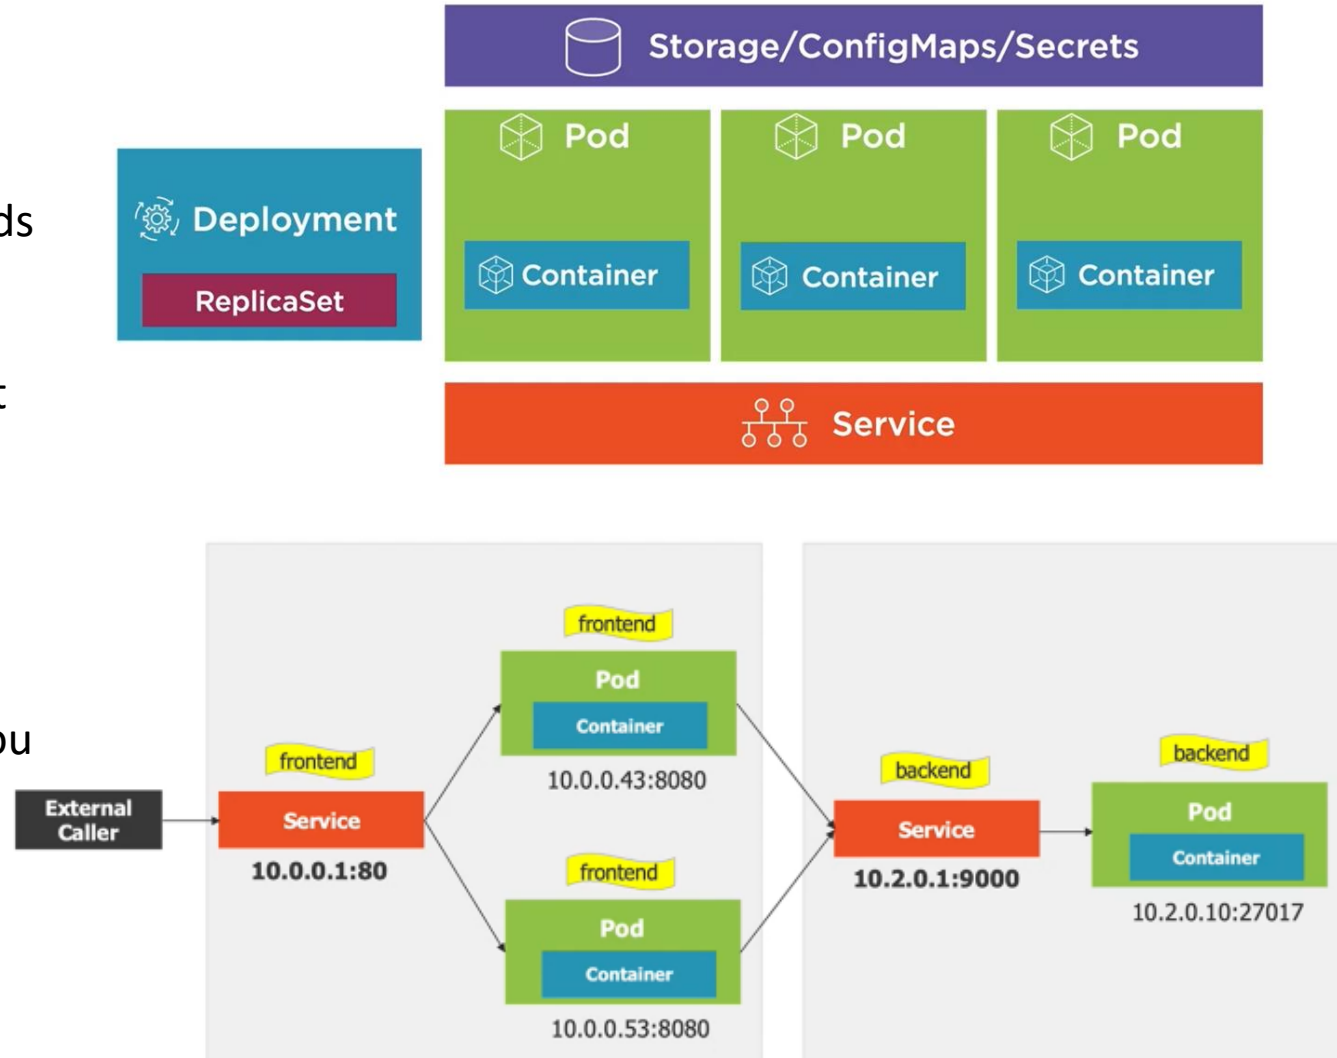 Storage/ConfigMaps/Secrets
Pod
Pod
Pod
Deployment
ReplicaSet
Container
Container
Container
Service
frontend
Pod
Container
10.0.0.43:8080
frontend
External
Caller
Service
10.0.0.1:80
frontend
Pod
Container
10.0.0.53:8080
backend
Service
10.2.0.1:9000
backend
Pod
Container
10.2.0.10:27017